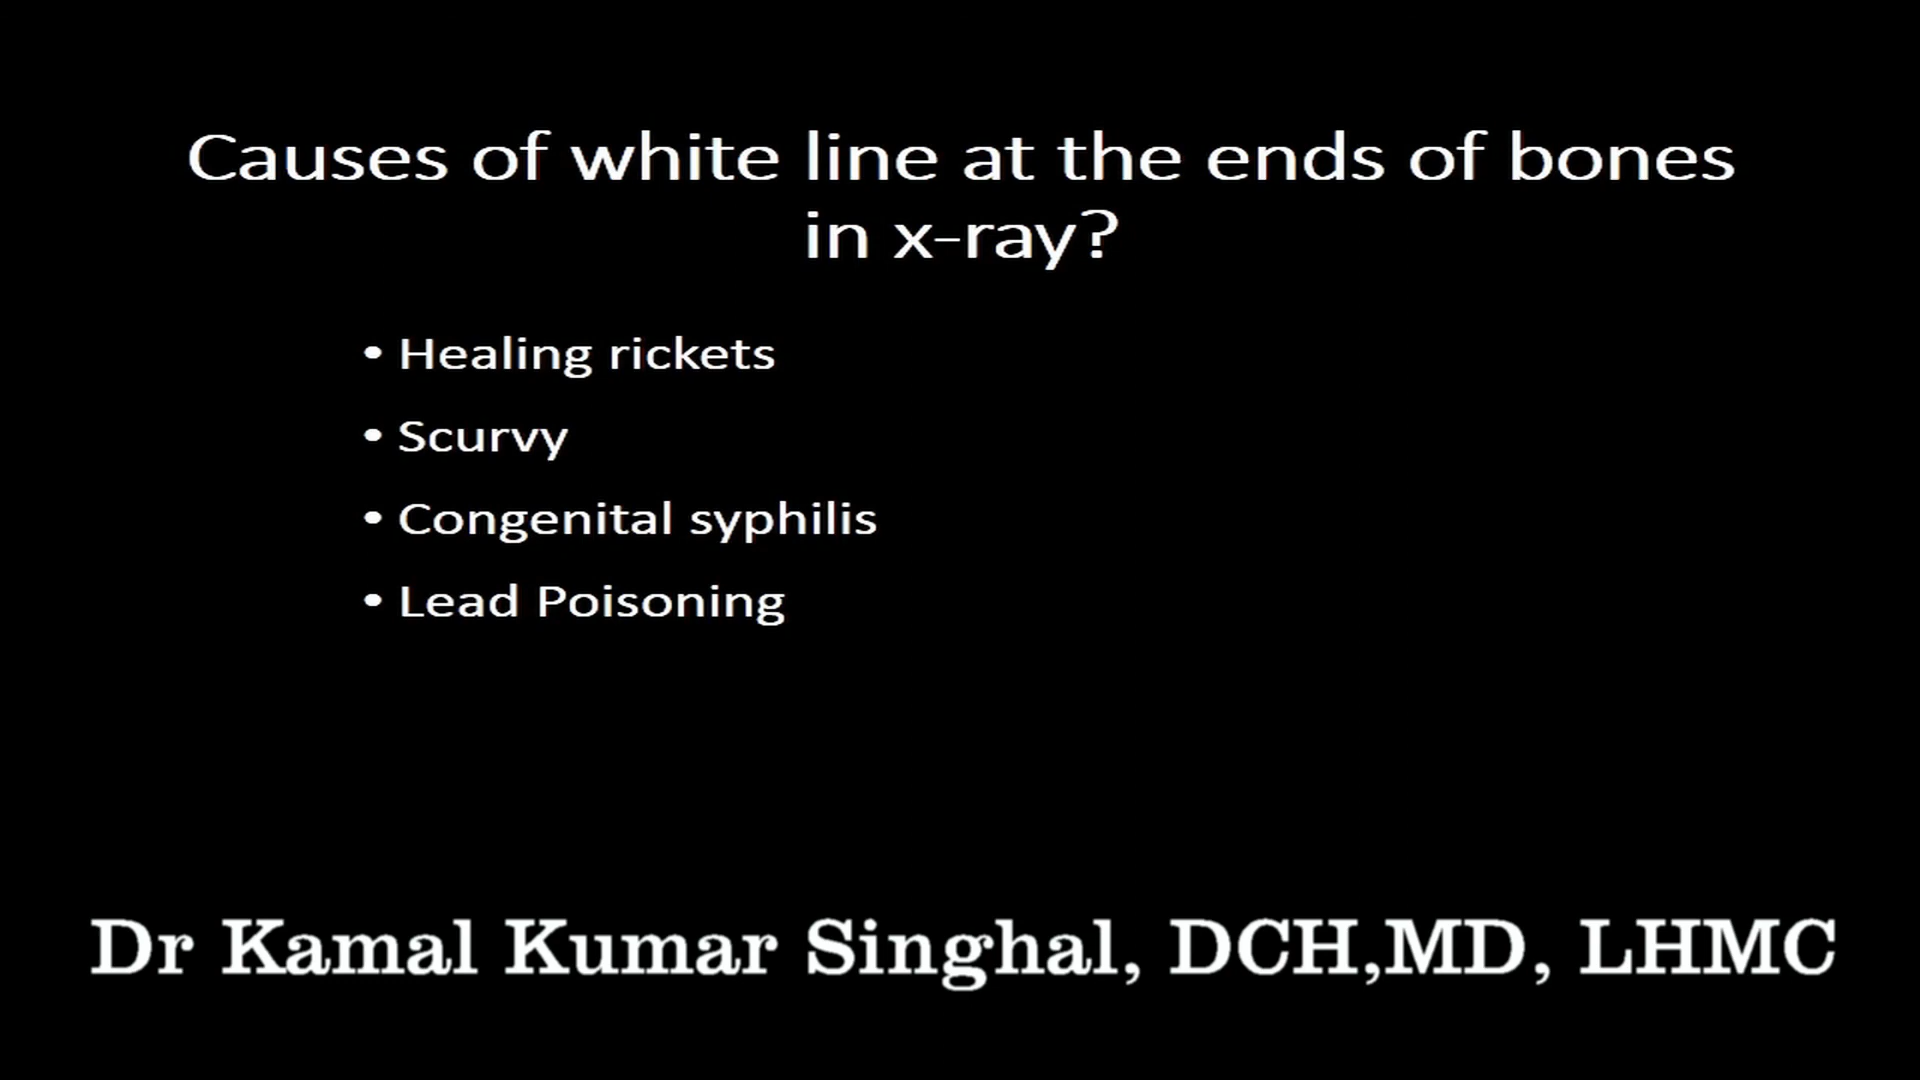 Causes of white line at the ends of bones
in x-ray?
• Healing rickets
• Scurvy
• Congenital syphilis
• Lead Poisoning
Dr Kamal Kumar Singhal, DCH,MD, LHMC